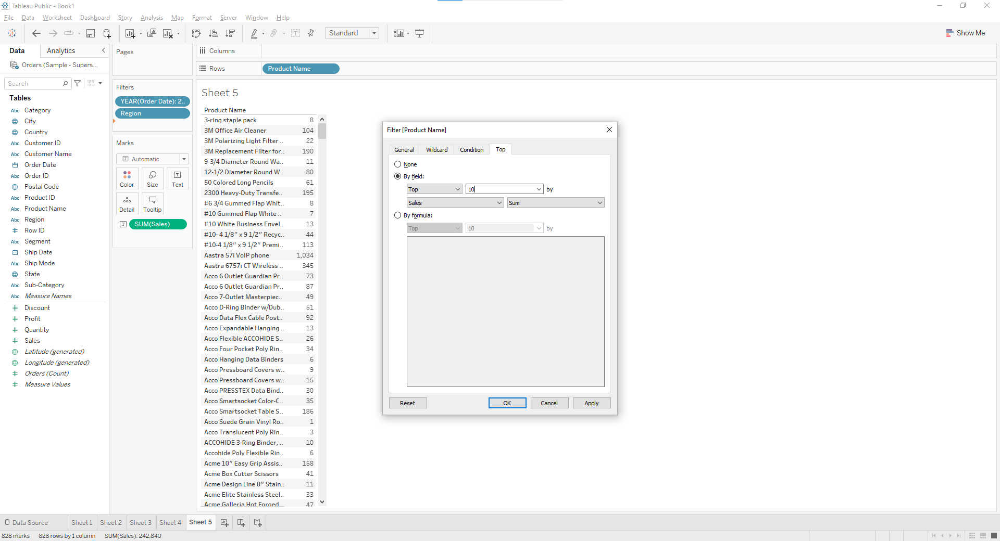 Tableau Public - Book1
File Data Worksheet Dashboard Story Analysis Map Format Server Window Help
Standard
Show Me
Data Analytics
Orders (Sample - Supers...
Search
Tables
Category
City
Country
Customer ID
Customer Name
Order Date
Order ID
Postal Code
Product ID
Product Name
Region
Row ID
Segment
Ship Date
Ship Mode
State
Sub-Category
Measure Names
Discount
Profit
Quantity
Sales
Latitude (generated)
Longitude (generated)
Orders (Count)
Measure Values
Pages
Filters
YEAR(Order Date): 2..
Region
Marks
Automatic
Color Size Text
Detail Tooltip
SUM(Sales)
Columns
Rows Product Name
Sheet 5
Product Name
3-ring staple pack 8
3M Office Air Cleaner 104
3M Polarizing Light Filter .. 22
3M Replacement Filter for.. 190
9-3/4 Diameter Round Wa.. 11
12-1/2 Diameter Round W.. 80
50 Colored Long Pencils 61
2300 Heavy-Duty Transfe.. 195
#6 3/4 Gummed Flap Whit.. 8
#10 Gummed Flap White .. 7
#10 White Business Envel.. 13
#10- 4 1/8" x 9 1/2" Recyc.. 44
#10-4 1/8" x 9 1/2" Premi.. 113
Aastra 57i VoIP phone 1,034
Aastra 6757i CT Wireless .. 345
Acco 6 Outlet Guardian Pr.. 73
Acco 6 Outlet Guardian Pr.. 87
Acco 7-Outlet Masterpiec.. 49
Acco D-Ring Binder w/Dub.. 51
Acco Data Flex Cable Post.. 92
Acco Expandable Hanging .. 13
Acco Flexible ACCOHIDE S.. 26
Acco Four Pocket Poly Rin.. 34
Acco Hanging Data Binders 6
Acco Pressboard Covers w.. 9
Acco Pressboard Covers w.. 15
Acco PRESSTEX Data Bind.. 30
Acco Smartsocket Color-C.. 35
Acco Smartsocket Table S.. 186
Acco Suede Grain Vinyl Ro.. 1
Acco Translucent Poly Rin.. 3
ACCOHIDE 3-Ring Binder, .. 10
Accohide Poly Flexible Rin.. 6
Acme 10" Easy Grip Assis.. 158
Acme Box Cutter Scissors 41
Acme Design Line 8" Stain.. 11
Acme Elite Stainless Steel.. 33
Acme Galleria Hot Forged 47
Filter [Product Name]
General Wildcard Condition Top
None
By field:
Top 10 by
Sales Sum
By formula:
Top 10 by
Reset OK Cancel Apply
Data Source Sheet 1 Sheet 2 Sheet 3 Sheet 4 Sheet 5
828 marks 828 rows by 1 column SUM(Sales): 242,840